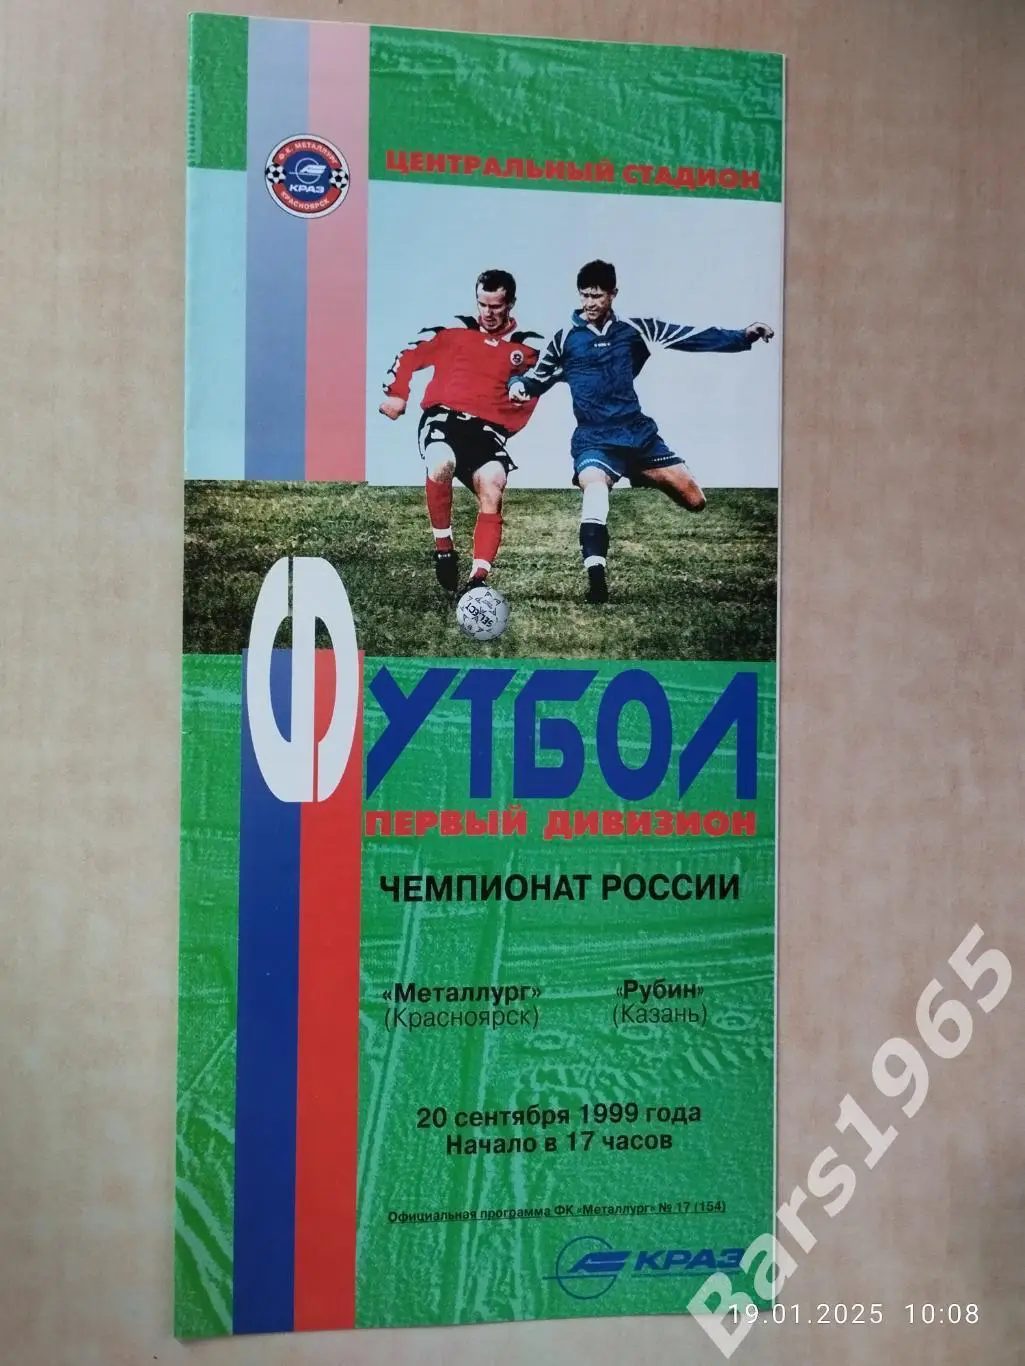 ЦЕНТРАЛЬНЫЙ СТАДИОН
Ф.К. МЕТАЛЛУРГ
КРАЗ
КРАСНОЯРСК
SELECT
ФУТБОЛ
ПЕРВЫЙ ДИВИЗИОН
ЧЕМПИОНАТ РОССИИ
«Металлург» «Рубин»
(Красноярск) (Казань)
20 сентября 1999 года
Начало в 17 часов
Официальная программа ФК «Металлург» № 17 (154)
КРАЗ
Bars1965
19.01.2025 10:08